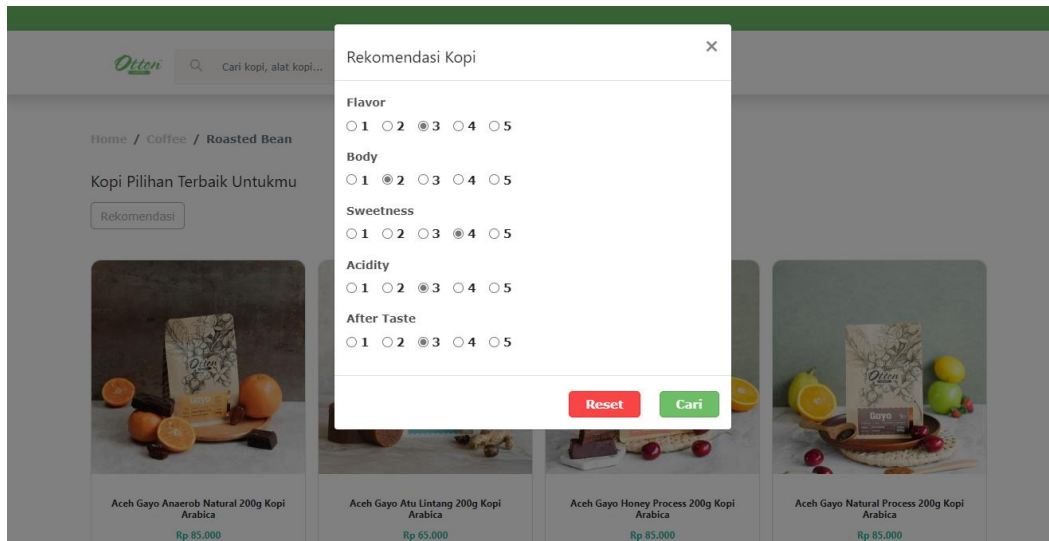 Otten
Cari kopi, alat kopi...
Home / Coffee / Roasted Bean
Kopi Pilihan Terbaik Untukmu
Rekomendasi
Rekomendasi Kopi
×
Flavor
1 2 3 4 5
Body
1 2 3 4 5
Sweetness
1 2 3 4 5
Acidity
1 2 3 4 5
After Taste
1 2 3 4 5
Reset Cari
Otten
Gayo
Otten
Gayo
Aceh Gayo Anaerob Natural 200g Kopi
Arabica
Rp 85.000
Aceh Gayo Atu Lintang 200g Kopi
Arabica
Rp 65.000
Aceh Gayo Honey Process 200g Kopi
Arabica
Rp 85.000
Aceh Gayo Natural Process 200g Kopi
Arabica
Rp 85.000